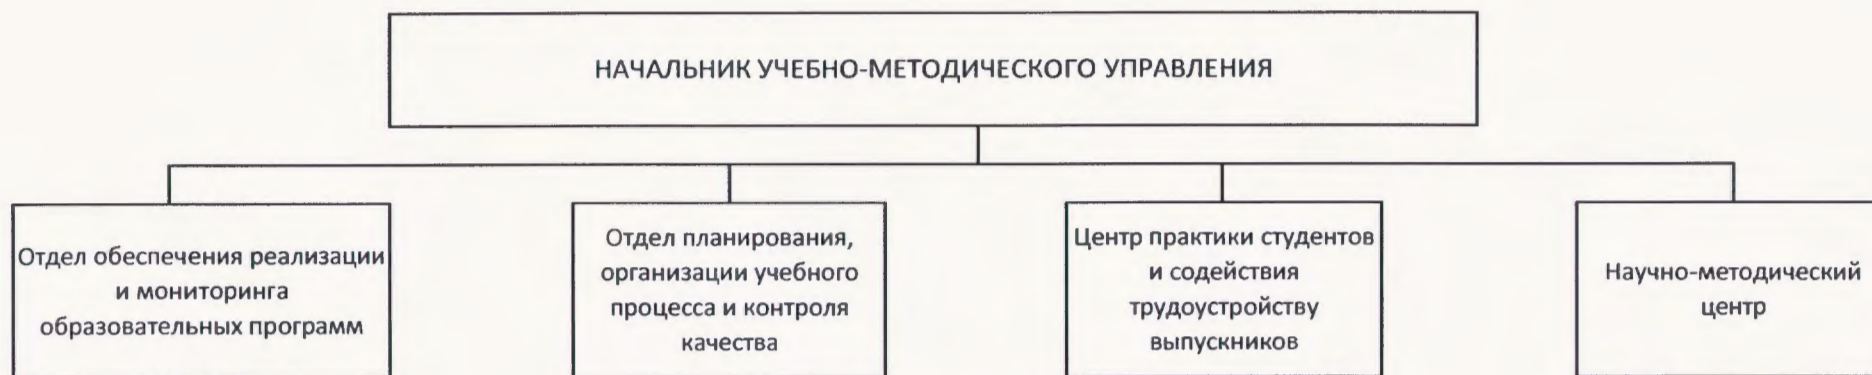 НАЧАЛЬНИК УЧЕБНО-МЕТОДИЧЕСКОГО УПРАВЛЕНИЯ
Отдел обеспечения реализации
и мониторинга
образовательных программ
Отдел планирования,
организации учебного
процесса и контроля
качества
Центр практики студентов
и содействия
трудоустройству
выпускников
Научно-методический
центр